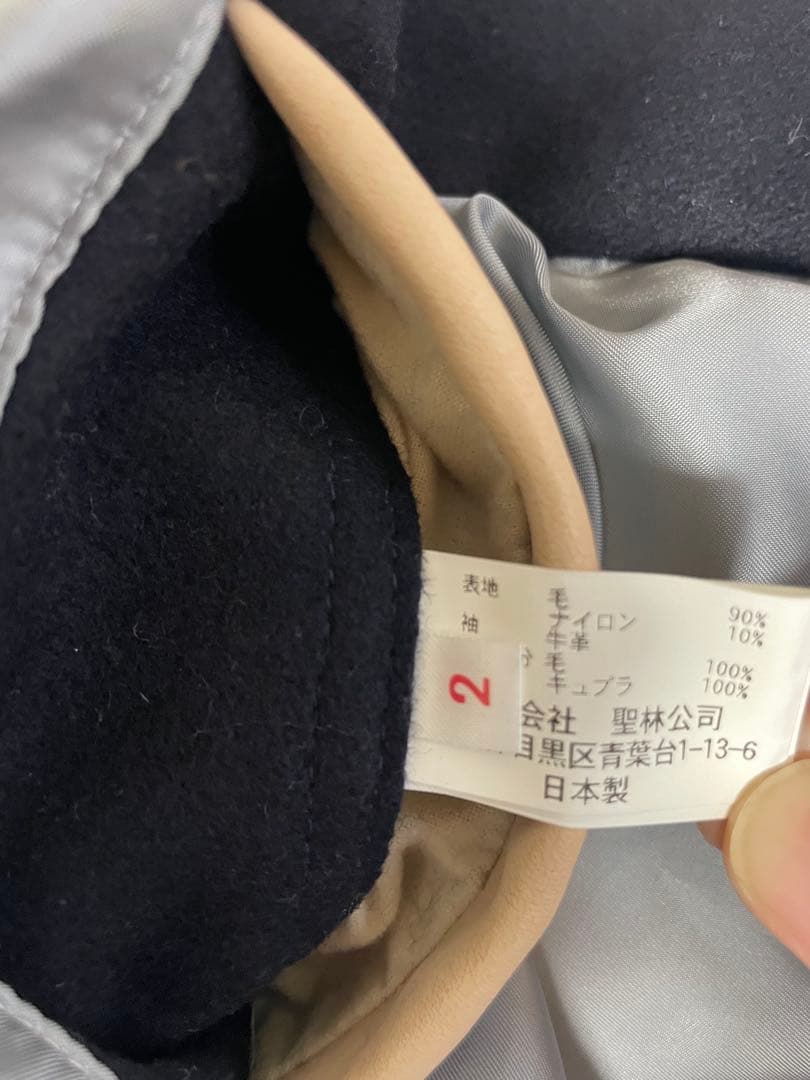 表地 毛 90%
ナイロン 10%
袖 牛革
分 毛 100%
キュプラ 100%
2
会社 聖林公司
目黒区青葉台1-13-6
日本製